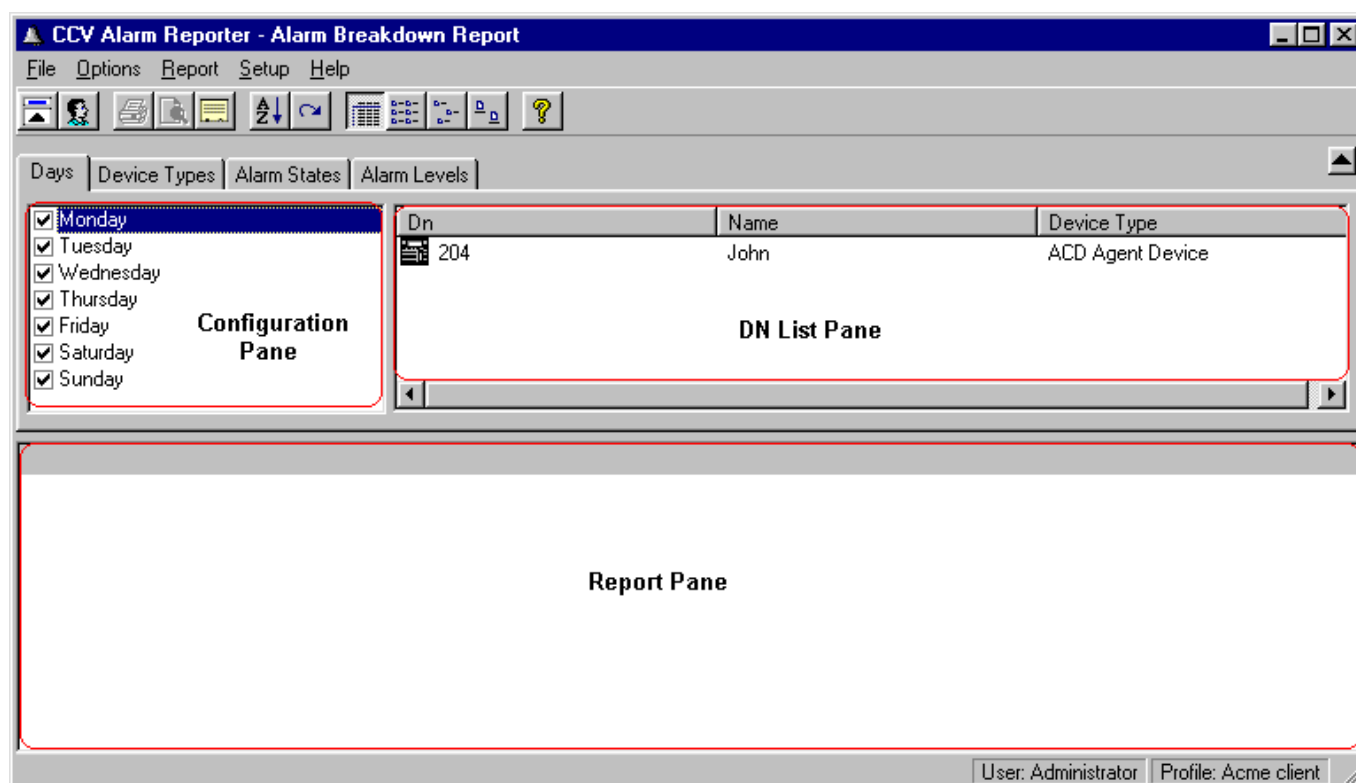 CCV Alarm Reporter - Alarm Breakdown Report
File Options Report Setup Help
Days Device Types Alarm States Alarm Levels
Monday
Tuesday
Wednesday
Thursday
Friday
Saturday
Sunday
Configuration
Pane
Dn Name Device Type
204 John ACD Agent Device
DN List Pane
Report Pane
User: Administrator Profile: Acme client